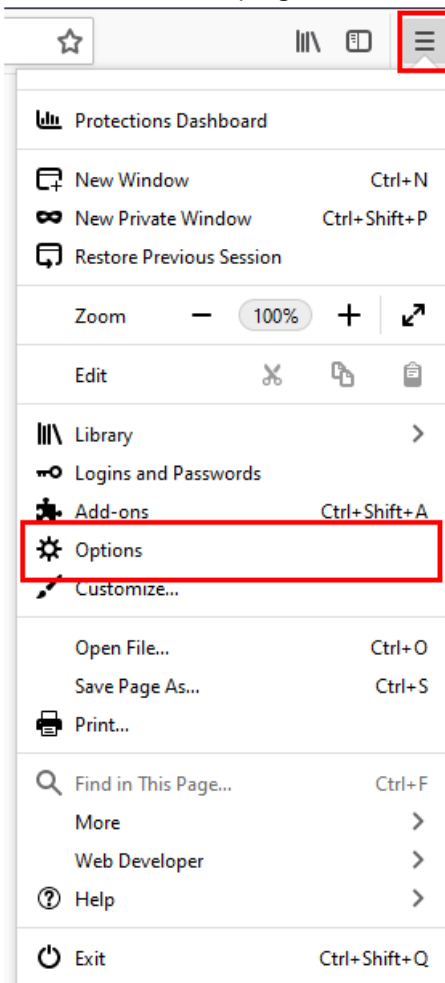 Protections Dashboard
New Window Ctrl+N
New Private Window Ctrl+Shift+P
Restore Previous Session
Zoom 100%
Edit
Library
Logins and Passwords
Add-ons Ctrl+Shift+A
Options
Customize...
Open File... Ctrl+O
Save Page As... Ctrl+S
Print...
Find in This Page... Ctrl+F
More
Web Developer
Help
Exit Ctrl+Shift+Q